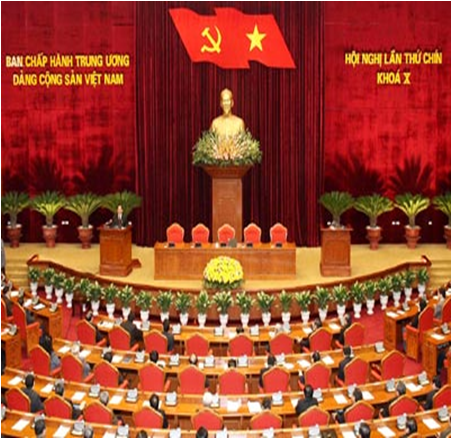 BAN CHẤP HÀNH TRUNG ƯƠNG
ĐẢNG CỘNG SẢN VIỆT NAM
HỘI NGHỊ LẦN THỨ CHÍN
KHOÁ X